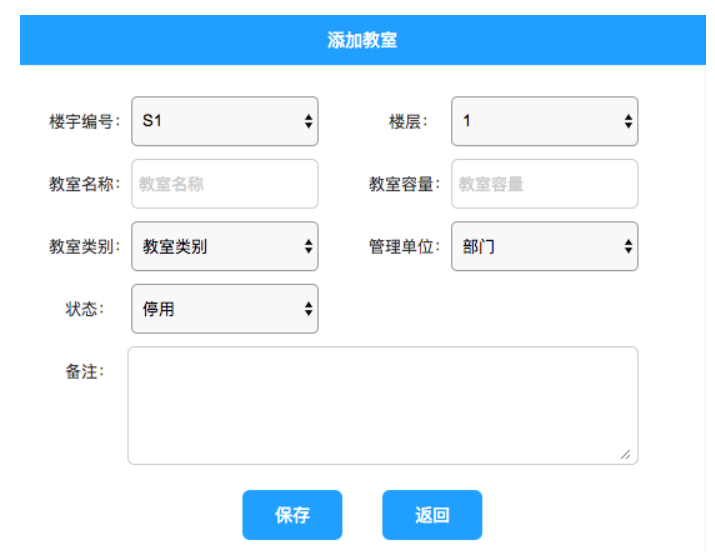 添加教室
楼宇编号： S1 楼层： 1
教室名称： 教室名称 教室容量： 教室容量
教室类别： 教室类别 管理单位： 部门
状态： 停用
备注：
保存 返回